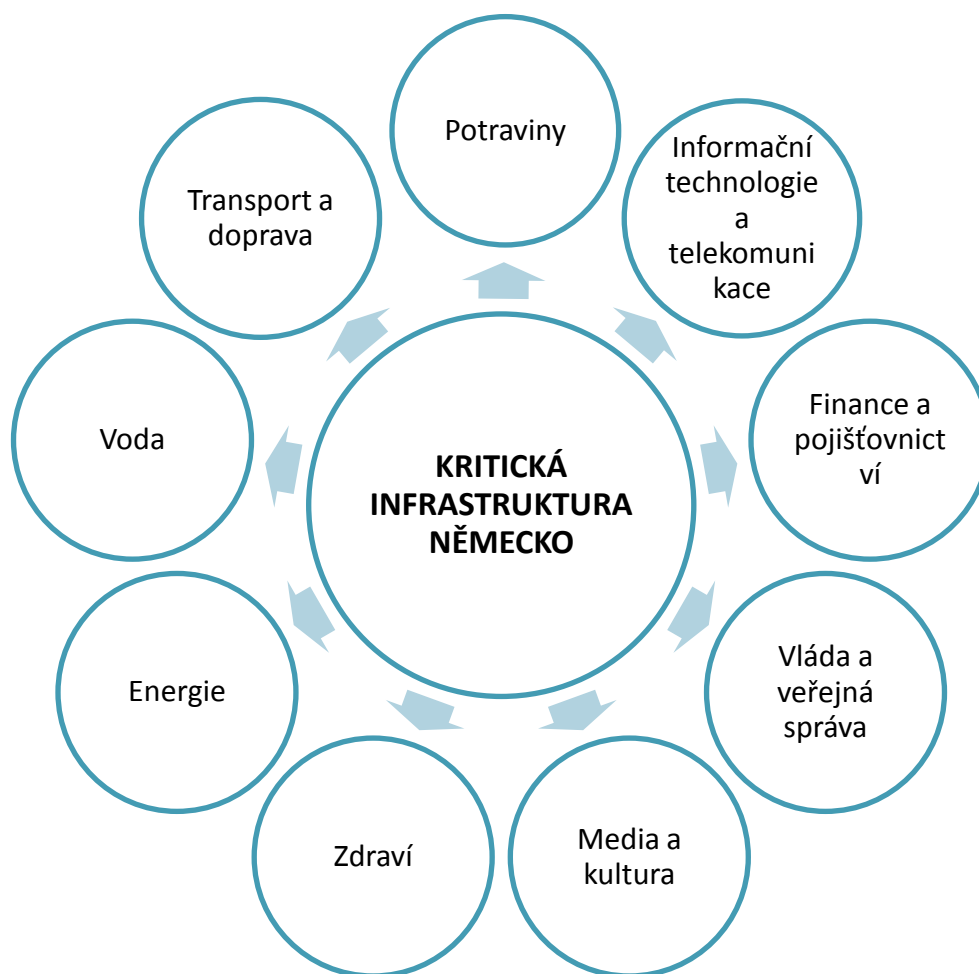 Potraviny
Informační
technologie
a
telekomuni
kace
Finance a
pojišťovnict
ví
Vláda a
veřejná
správa
Media a
kultura
Zdraví
Energie
Voda
Transport a
doprava
KRITICKÁ
INFRASTRUKTURA
NĚMECKO